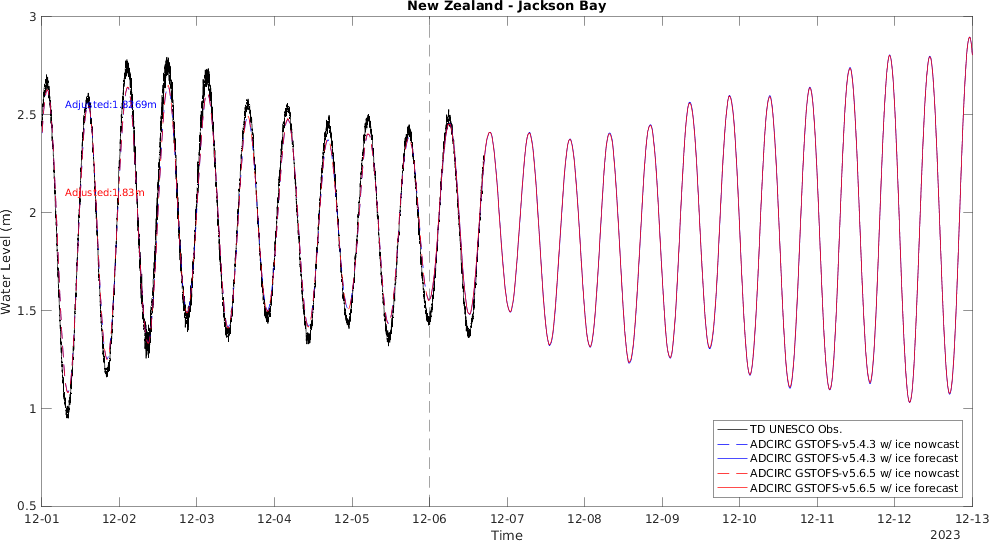 New Zealand - Jackson Bay
3
2.5
2
1.5
1
0.5
Water Level (m)
Adjusted:1.8269m
Adjusted:1.83m
TD UNESCO Obs.
ADCIRC GSTOFS-v5.4.3 w/ ice nowcast
ADCIRC GSTOFS-v5.4.3 w/ ice forecast
ADCIRC GSTOFS-v5.6.5 w/ ice nowcast
ADCIRC GSTOFS-v5.6.5 w/ ice forecast
12-01 12-02 12-03 12-04 12-05 12-06 12-07 12-08 12-09 12-10 12-11 12-12 12-13
Time
2023